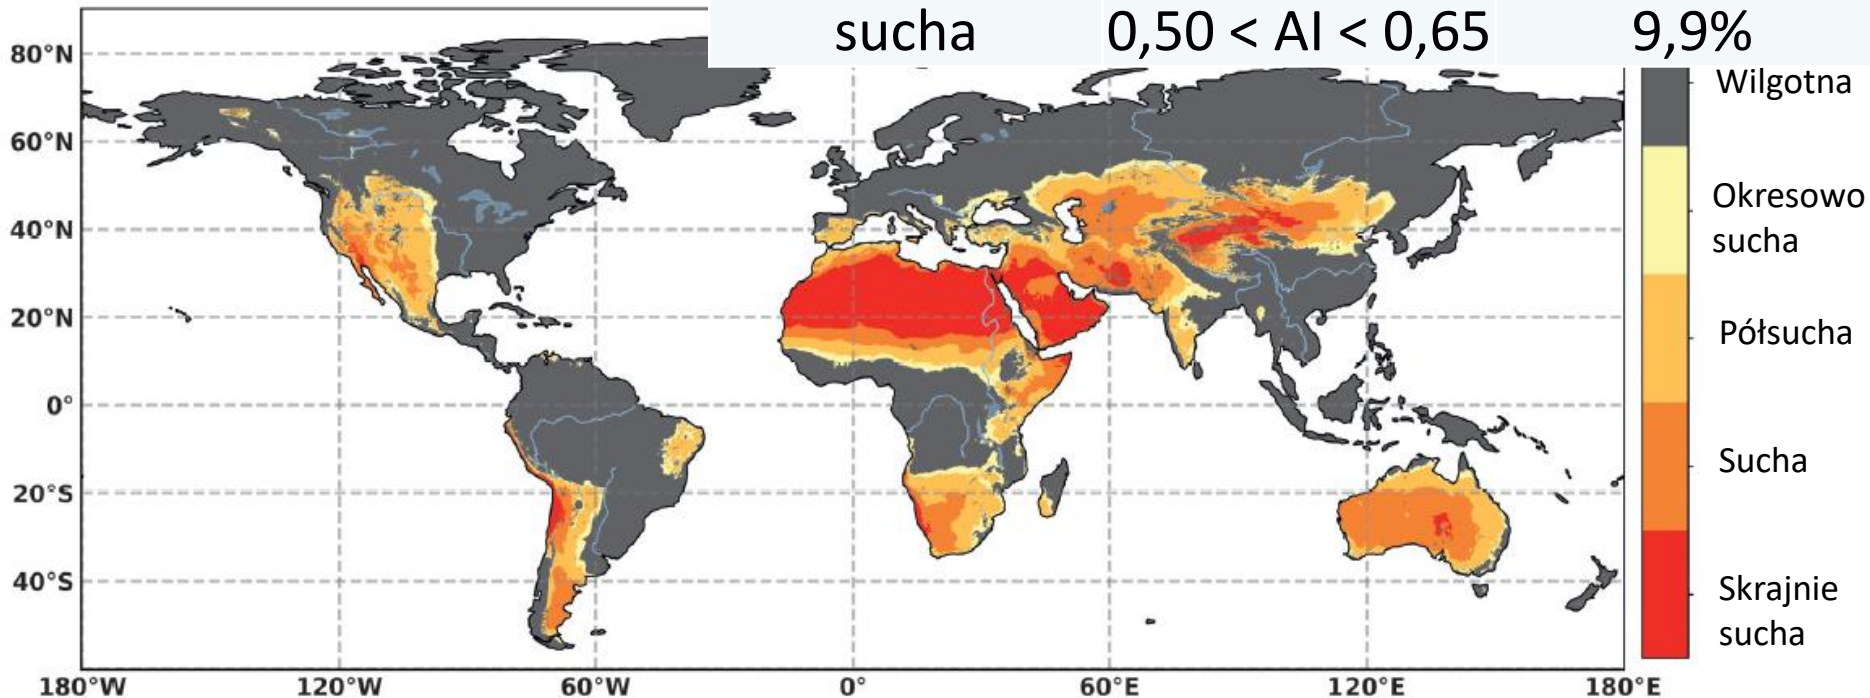 sucha 0,50 < AI < 0,65 9,9%
80°N
60°N
40°N
20°N
0°
20°S
40°S
180°W 120°W 60°W 0° 60°E 120°E 180°E
Wilgotna
Okresowo
sucha
Półsucha
Sucha
Skrajnie
sucha